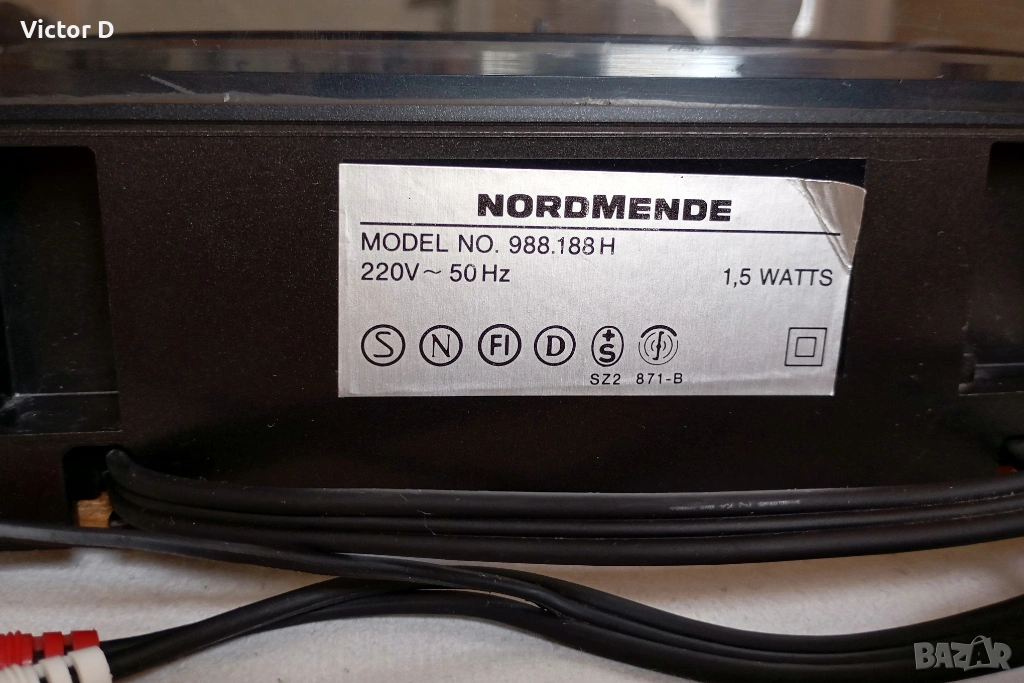 Victor D
NORDMENDE
MODEL NO. 988.188 H
220V ~ 50 Hz 1,5 WATTS
S N FI D +S
SZ2 871-B
BAZAR